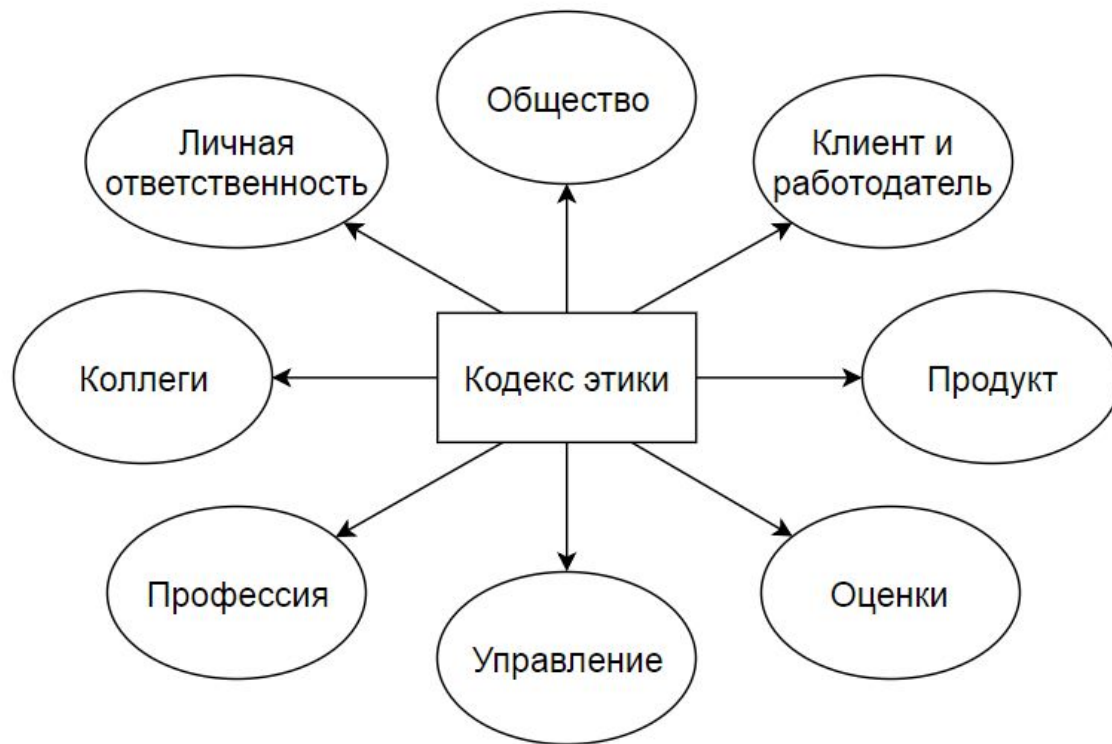 Общество
Личная
ответственность
Клиент и
работодатель
Коллеги
Кодекс этики
Продукт
Профессия
Оценки
Управление